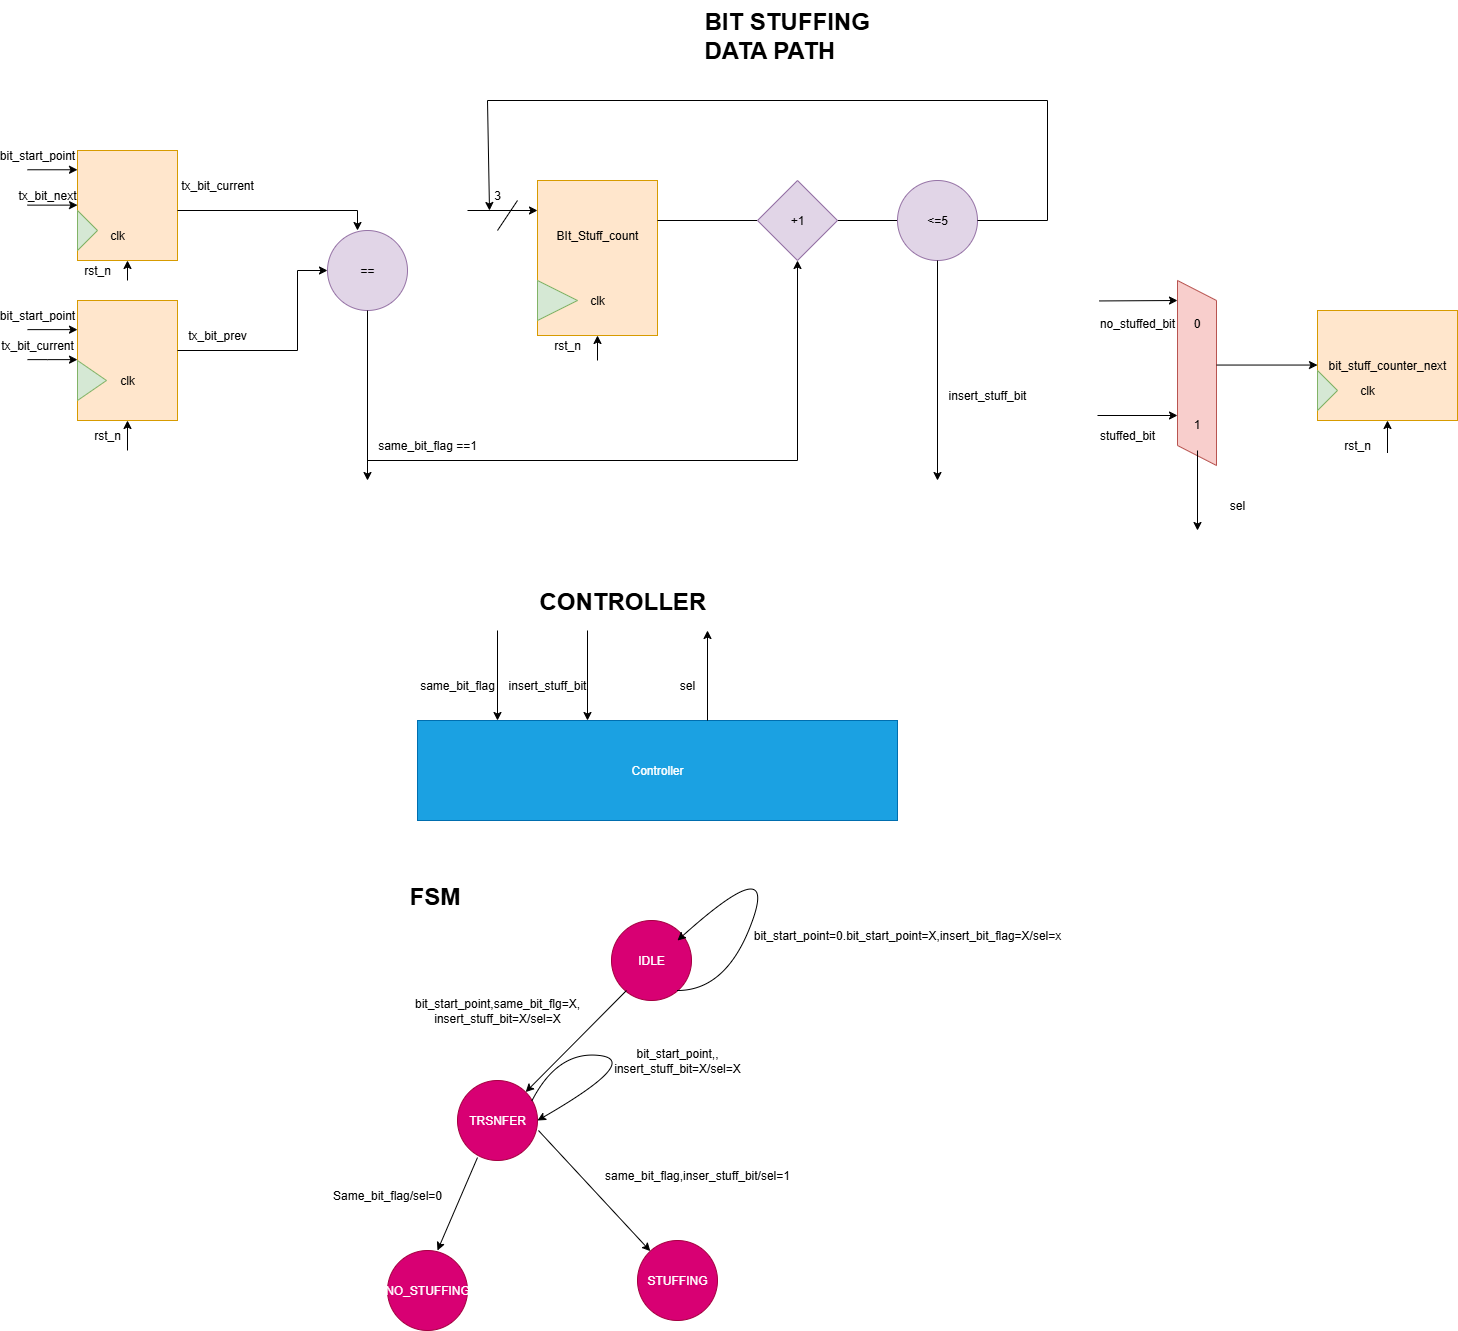 BIT STUFFING
DATA PATH
bit_start_point
tx_bit_next
tx_bit_current
clk
rst_n
==
bit_start_point
tx_bit_current
tx_bit_prev
clk
rst_n
same_bit_flag ==1
3
BIt_Stuff_count
clk
rst_n
+1
<=5
insert_stuff_bit
no_stuffed_bit
0
stuffed_bit
1
sel
bit_stuff_counter_next
clk
rst_n
CONTROLLER
same_bit_flag
insert_stuff_bit
sel
Controller
FSM
IDLE
bit_start_point=0.bit_start_point=X,insert_bit_flag=X/sel=x
bit_start_point,same_bit_flg=X,
insert_stuff_bit=X/sel=X
bit_start_point,,
insert_stuff_bit=X/sel=X
TRSNFER
same_bit_flag,inser_stuff_bit/sel=1
Same_bit_flag/sel=0
NO_STUFFING
STUFFING